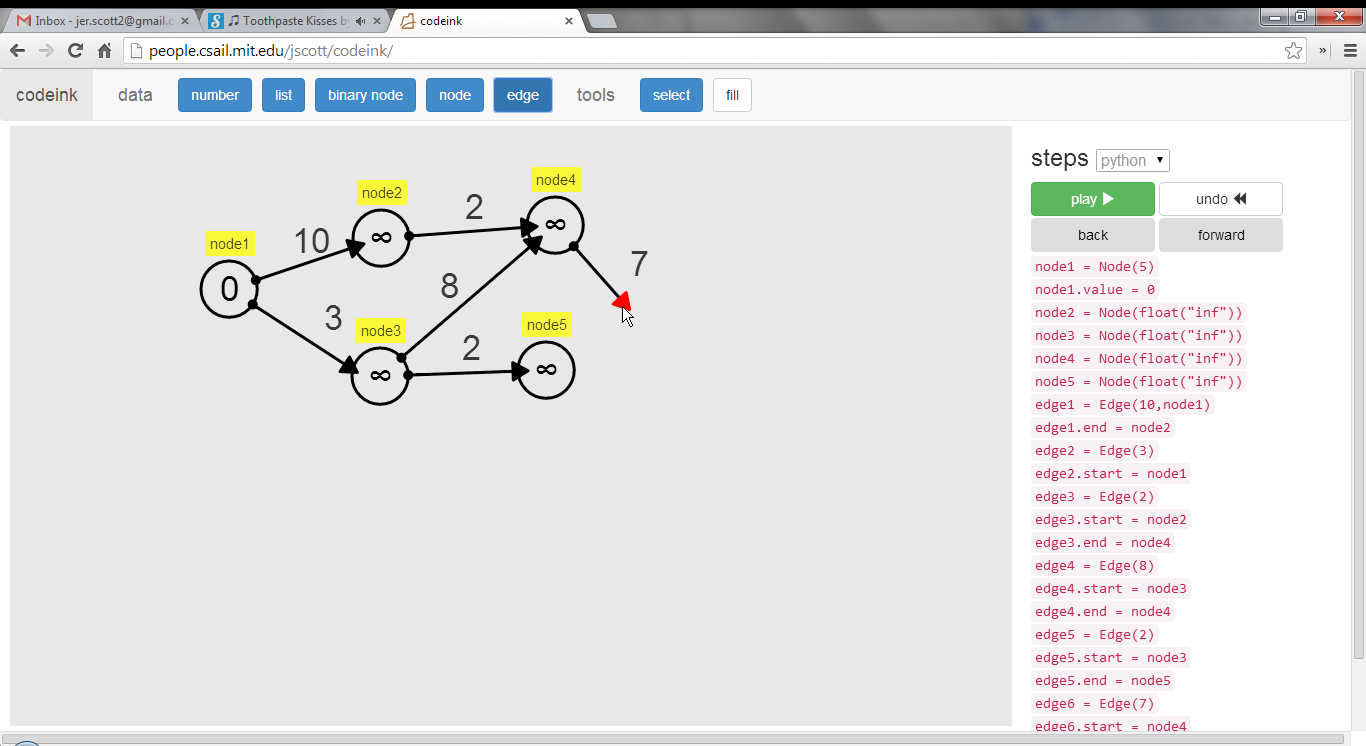 Inbox - jer.scott2@gmail.c
Toothpaste Kisses by
codeink
people.csail.mit.edu/jscott/codeink/
codeink data number list binary node node edge tools select fill
node4
node2
2
∞
node1
10
∞
7
0
8
3
node3
node5
2
∞
∞
steps python
play undo
back forward
node1 = Node(5)
node1.value = 0
node2 = Node(float("inf"))
node3 = Node(float("inf"))
node4 = Node(float("inf"))
node5 = Node(float("inf"))
edge1 = Edge(10,node1)
edge1.end = node2
edge2 = Edge(3)
edge2.start = node1
edge3 = Edge(2)
edge3.start = node2
edge3.end = node4
edge4 = Edge(8)
edge4.start = node3
edge4.end = node4
edge5 = Edge(2)
edge5.start = node3
edge5.end = node5
edge6 = Edge(7)
edge6.start = node4